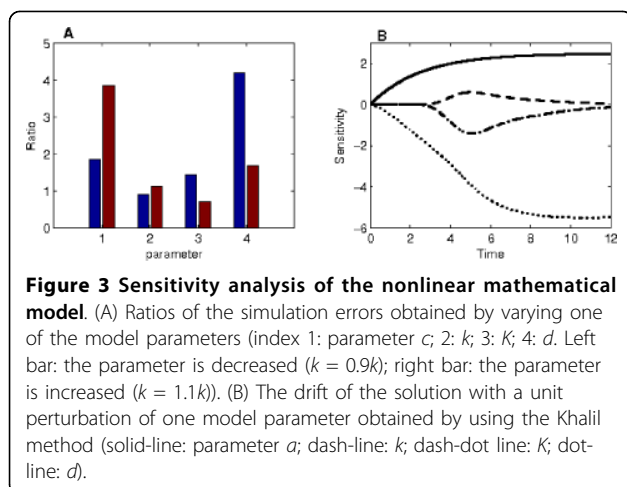 A
5
4
3
2
1
0
Ratio
1 2 3 4
parameter
B
2
0
-2
-4
-6
Sensitivity
0 2 4 6 8 10 12
Time
Figure 3 Sensitivity analysis of the nonlinear mathematical
model. (A) Ratios of the simulation errors obtained by varying one
of the model parameters (index 1: parameter c; 2: k; 3: K; 4: d. Left
bar: the parameter is decreased (k = 0.9k); right bar: the parameter
is increased (k = 1.1k)). (B) The drift of the solution with a unit
perturbation of one model parameter obtained by using the Khalil
method (solid-line: parameter a; dash-line: k; dash-dot line: K; dot-
line: d).